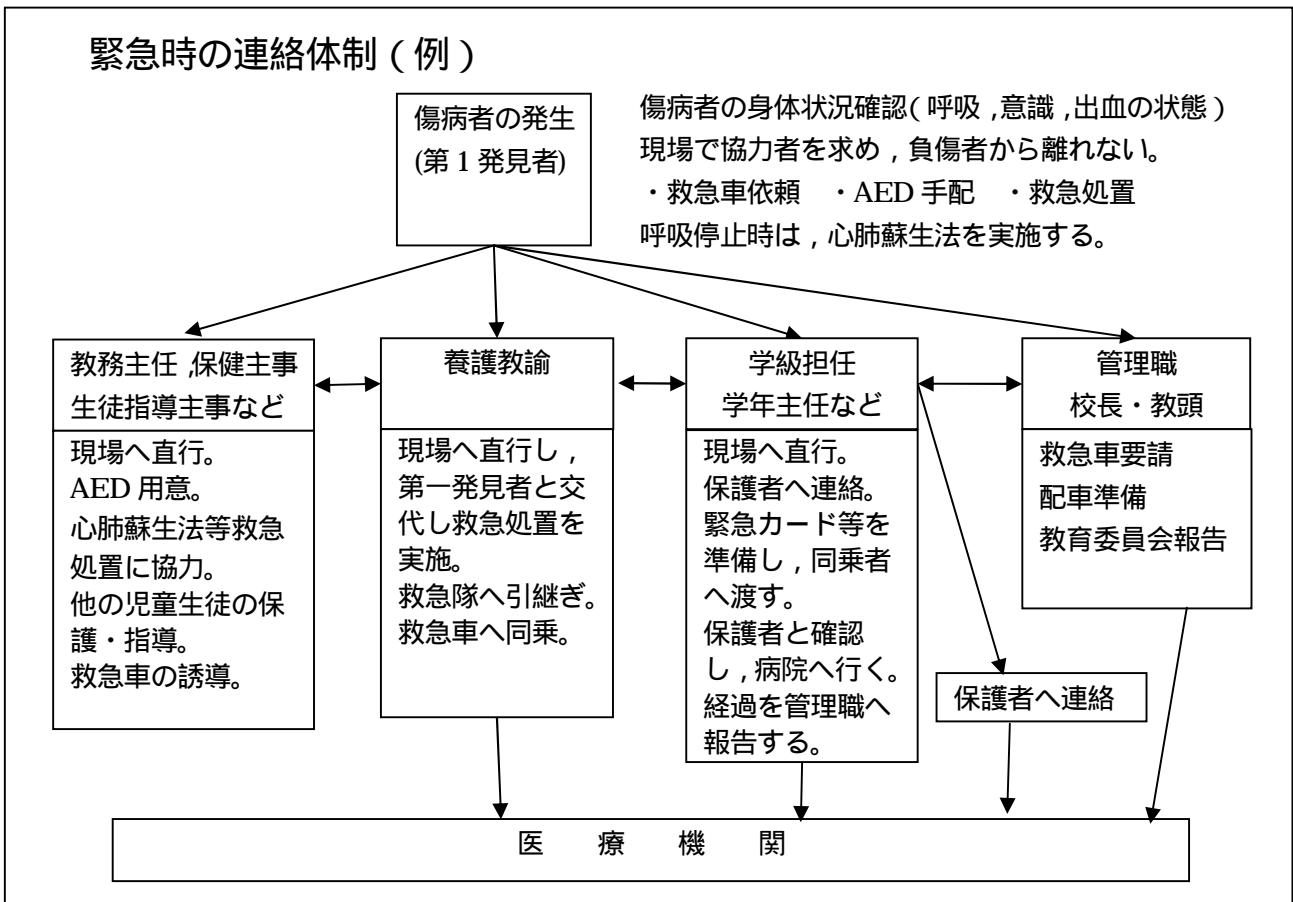 緊急時の連絡体制(例)
傷病者の発生
(第1発見者)
傷病者の身体状況確認(呼吸,意識,出血の状態)
現場で協力者を求め,負傷者から離れない。
・救急車依頼　・AED手配　・救急処置
呼吸停止時は,心肺蘇生法を実施する。
教務主任,保健主事
生徒指導主事など
現場へ直行。
AED用意。
心肺蘇生法等救急
処置に協力。
他の児童生徒の保
護・指導。
救急車の誘導。
養護教諭
現場へ直行し,
第一発見者と交
代し救急処置を
実施。
救急隊へ引継ぎ。
救急車へ同乗。
学級担任
学年主任など
現場へ直行。
保護者へ連絡。
緊急カード等を
準備し,同乗者
へ渡す。
保護者と確認
し,病院へ行く。
経過を管理職へ
報告する。
管理職
校長・教頭
救急車要請
配車準備
教育委員会報告
保護者へ連絡
医　療　機　関